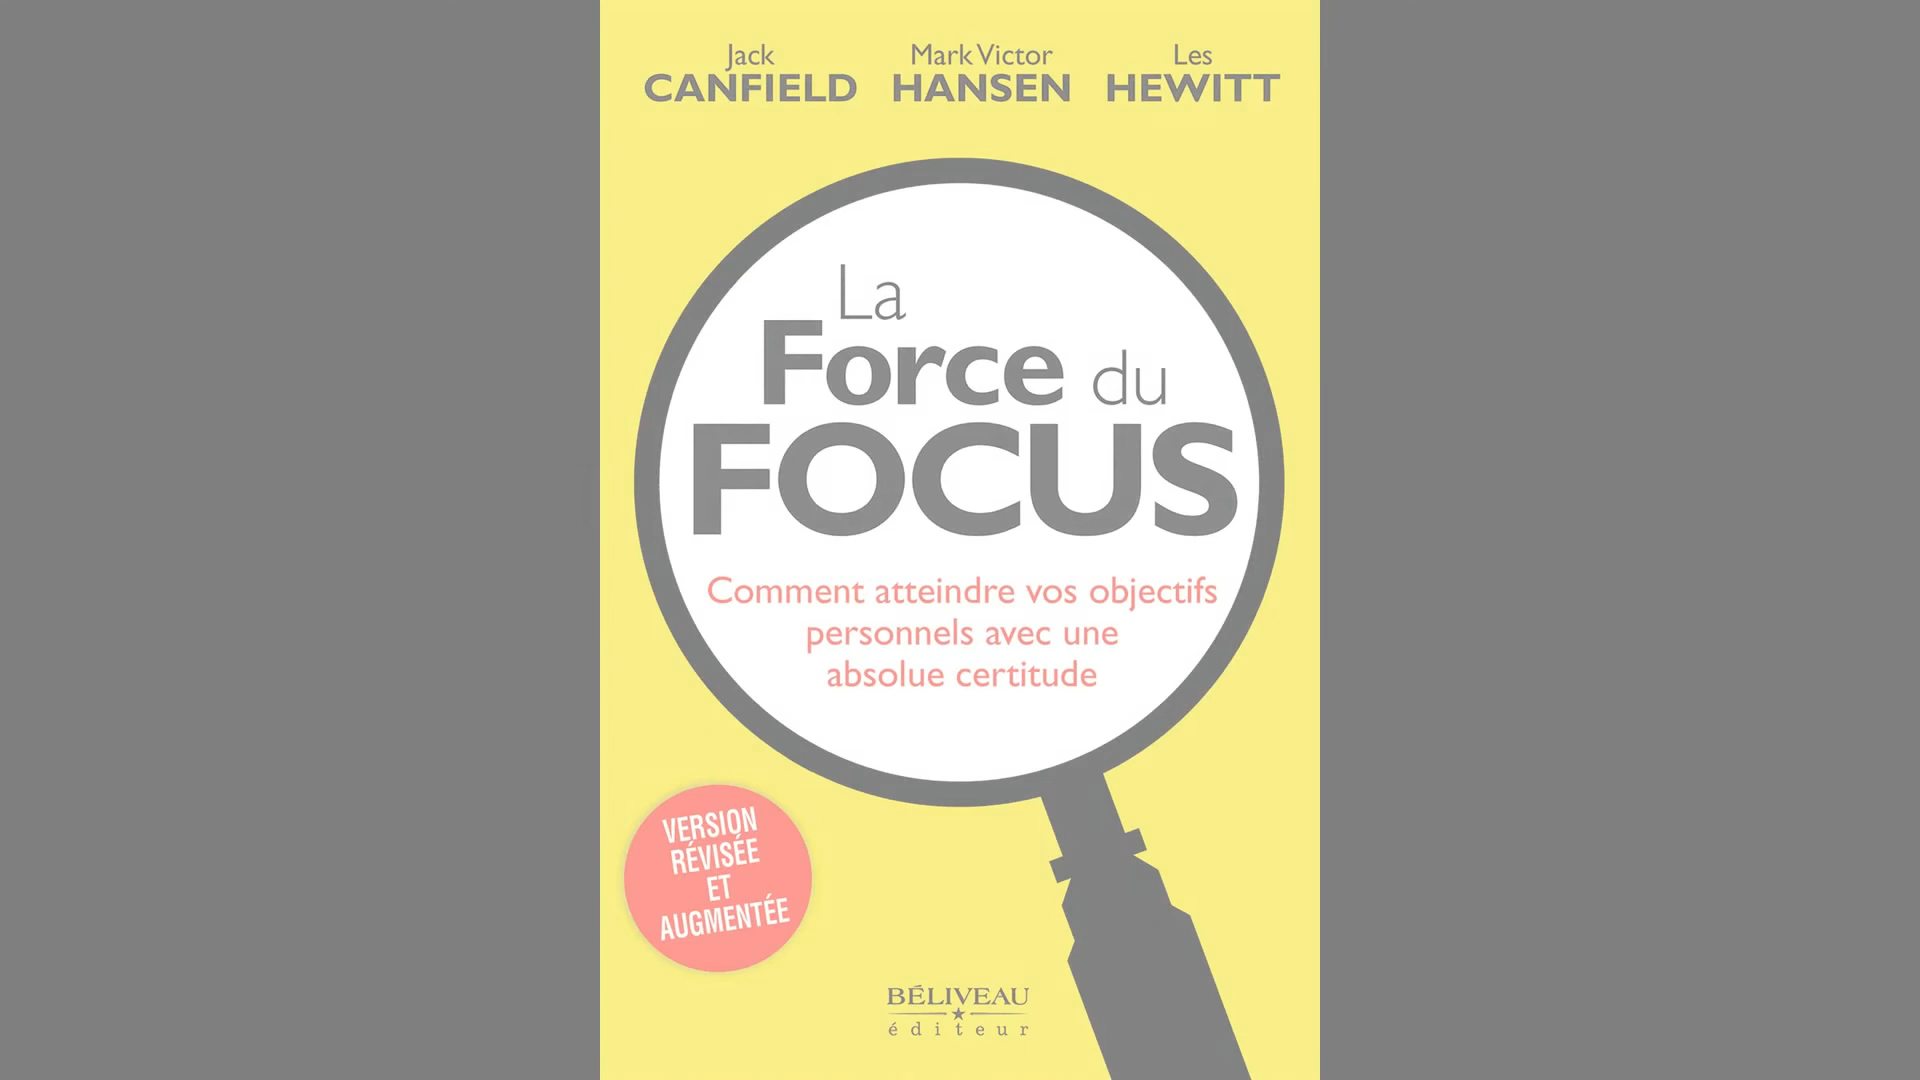 Jack
CANFIELD
Mark Victor
HANSEN
Les
HEWITT
La
Force du
FOCUS
Comment atteindre vos objectifs
personnels avec une
absolue certitude
VERSION
RÉVISÉE
ET
AUGMENTÉE
BÉLIVEAU
éditeur